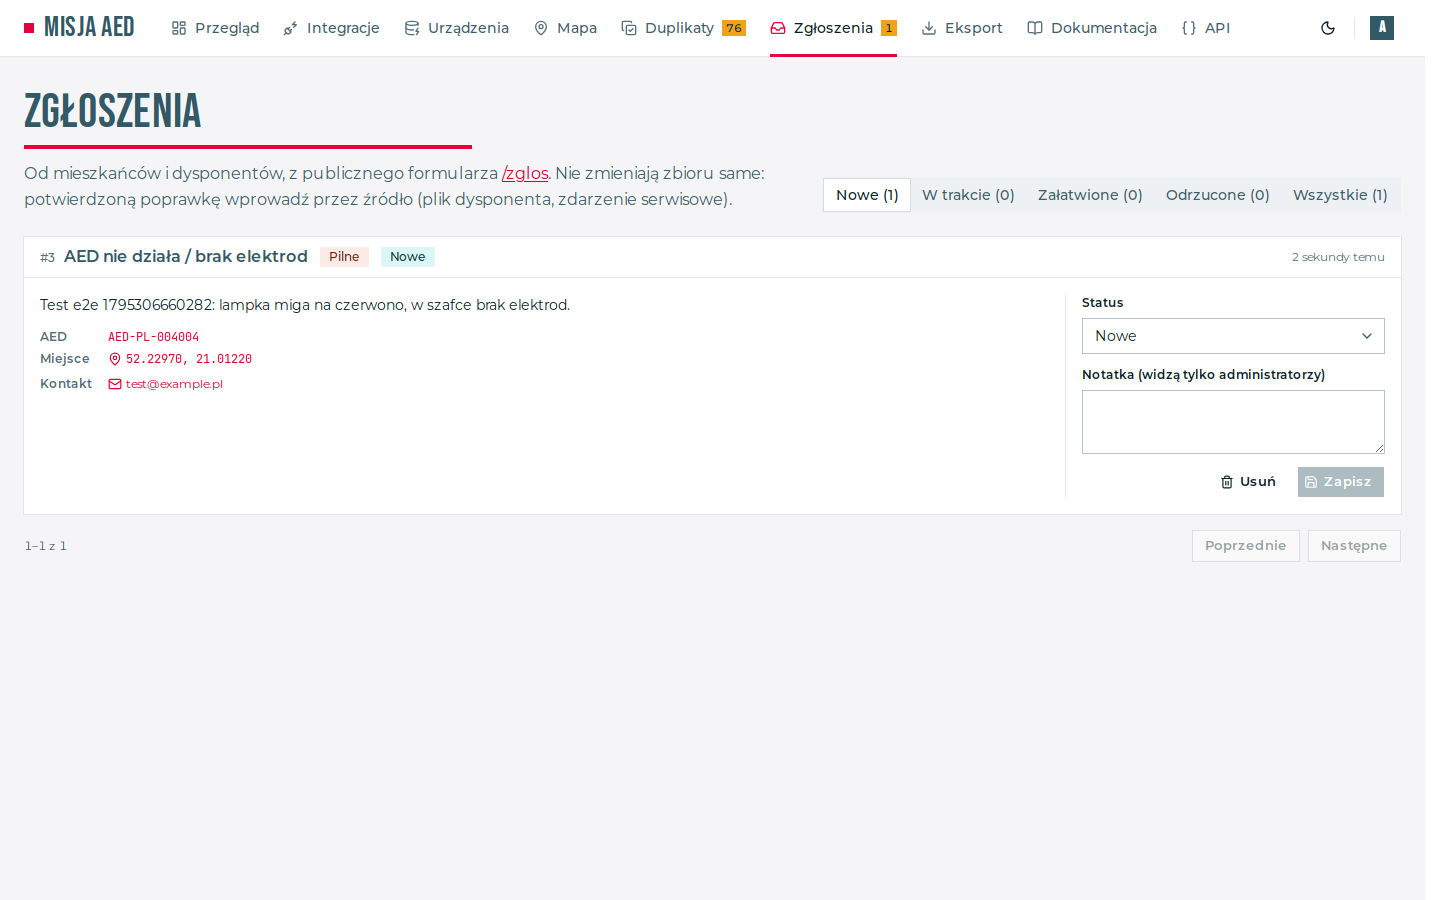 MISJA AED
Przegląd
Integracje
Urządzenia
Mapa
Duplikaty 76
Zgłoszenia 1
Eksport
Dokumentacja
API
A
ZGŁOSZENIA
Od mieszkańców i dysponentów, z publicznego formularza /zglos. Nie zmieniają zbioru same:
potwierdzoną poprawkę wprowadź przez źródło (plik dysponenta, zdarzenie serwisowe).
Nowe (1)
W trakcie (0)
Załatwione (0)
Odrzucone (0)
Wszystkie (1)
#3 AED nie działa / brak elektrod Pilne Nowe
2 sekundy temu
Test e2e 1795306660282: lampka miga na czerwono, w szafce brak elektrod.
AED AED-PL-004004
Miejsce 52.22970, 21.01220
Kontakt test@example.pl
Status
Nowe
Notatka (widzą tylko administratorzy)
Usuń
Zapisz
1–1 z 1
Poprzednie
Następne